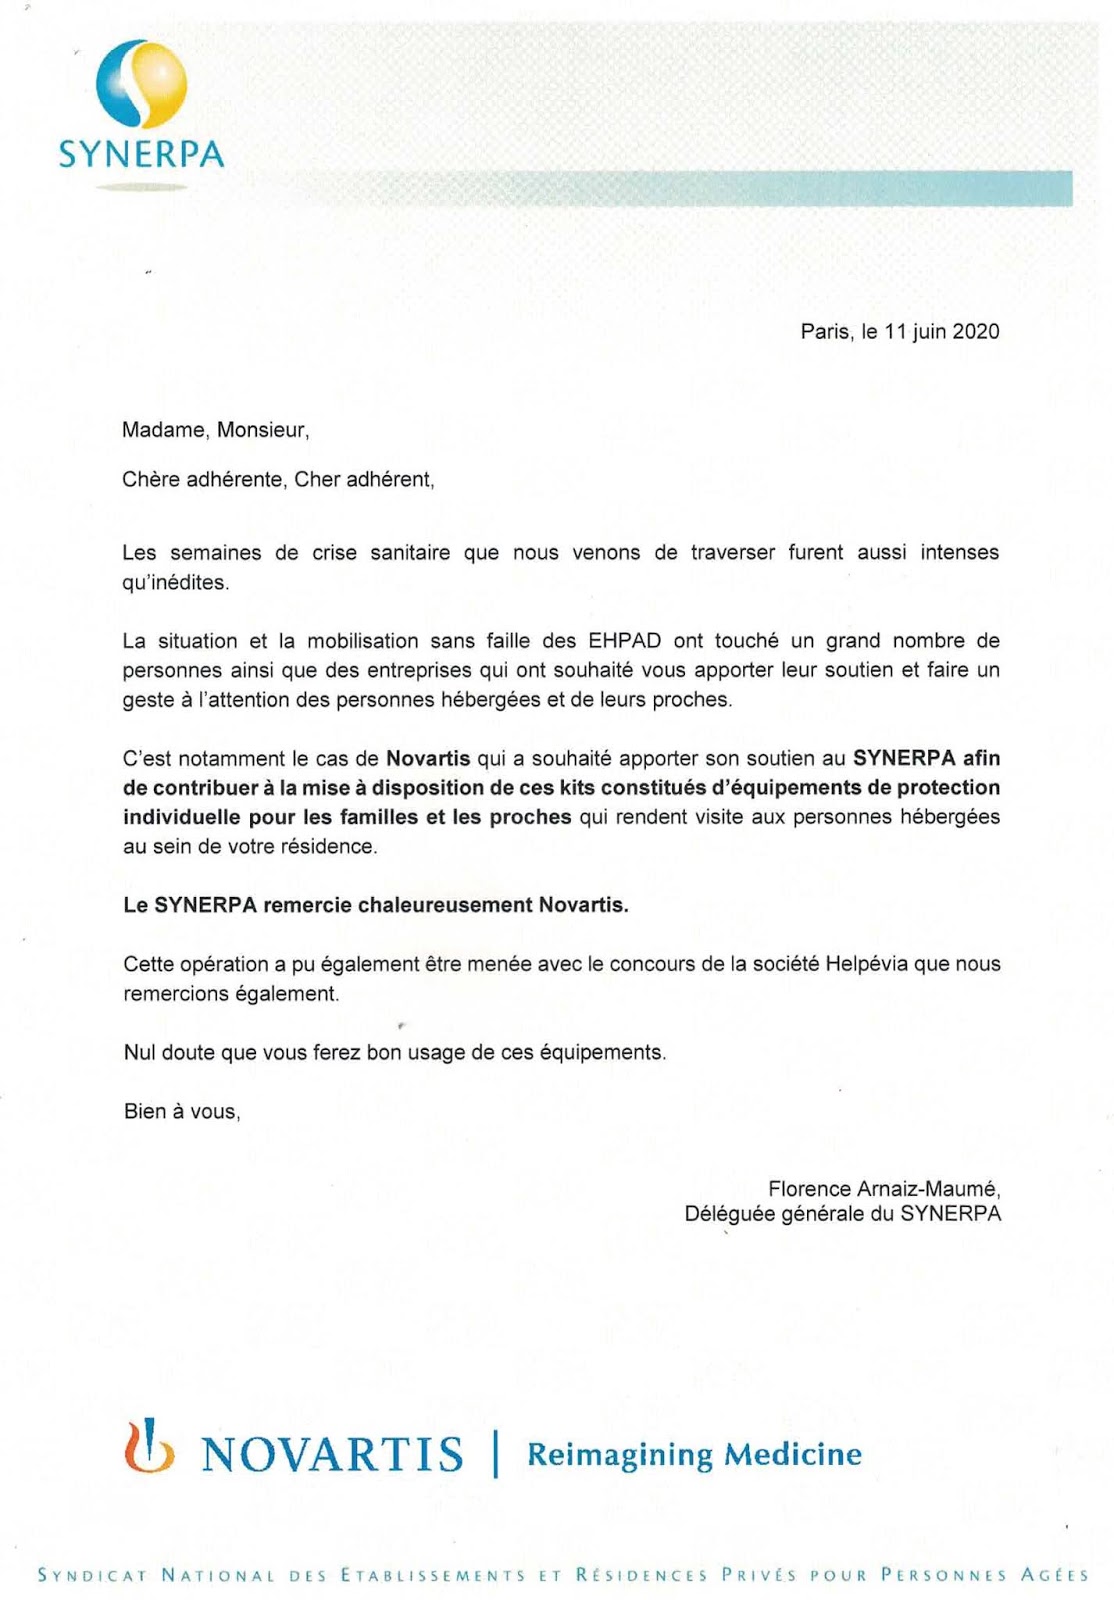 SYNERPA
Paris, le 11 juin 2020
Madame, Monsieur,
Chère adhérente, Cher adhérent,
Les semaines de crise sanitaire que nous venons de traverser furent aussi intenses
qu'inédites.
La situation et la mobilisation sans faille des EHPAD ont touché un grand nombre de
personnes ainsi que des entreprises qui ont souhaité vous apporter leur soutien et faire un
geste à l'attention des personnes hébergées et de leurs proches.
C'est notamment le cas de Novartis qui a souhaité apporter son soutien au SYNERPA afin
de contribuer à la mise à disposition de ces kits constitués d'équipements de protection
individuelle pour les familles et les proches qui rendent visite aux personnes hébergées
au sein de votre résidence.
Le SYNERPA remercie chaleureusement Novartis.
Cette opération a pu également être menée avec le concours de la société Helpévia que nous
remercions également.
Nul doute que vous ferez bon usage de ces équipements.
Bien à vous,
Florence Arnaiz-Maumé,
Déléguée générale du SYNERPA
NOVARTIS | Reimagining Medicine
SYNDICAT NATIONAL DES ETABLISSEMENTS ET RÉSIDENCES PRIVÉS POUR PERSONNES AGÉES